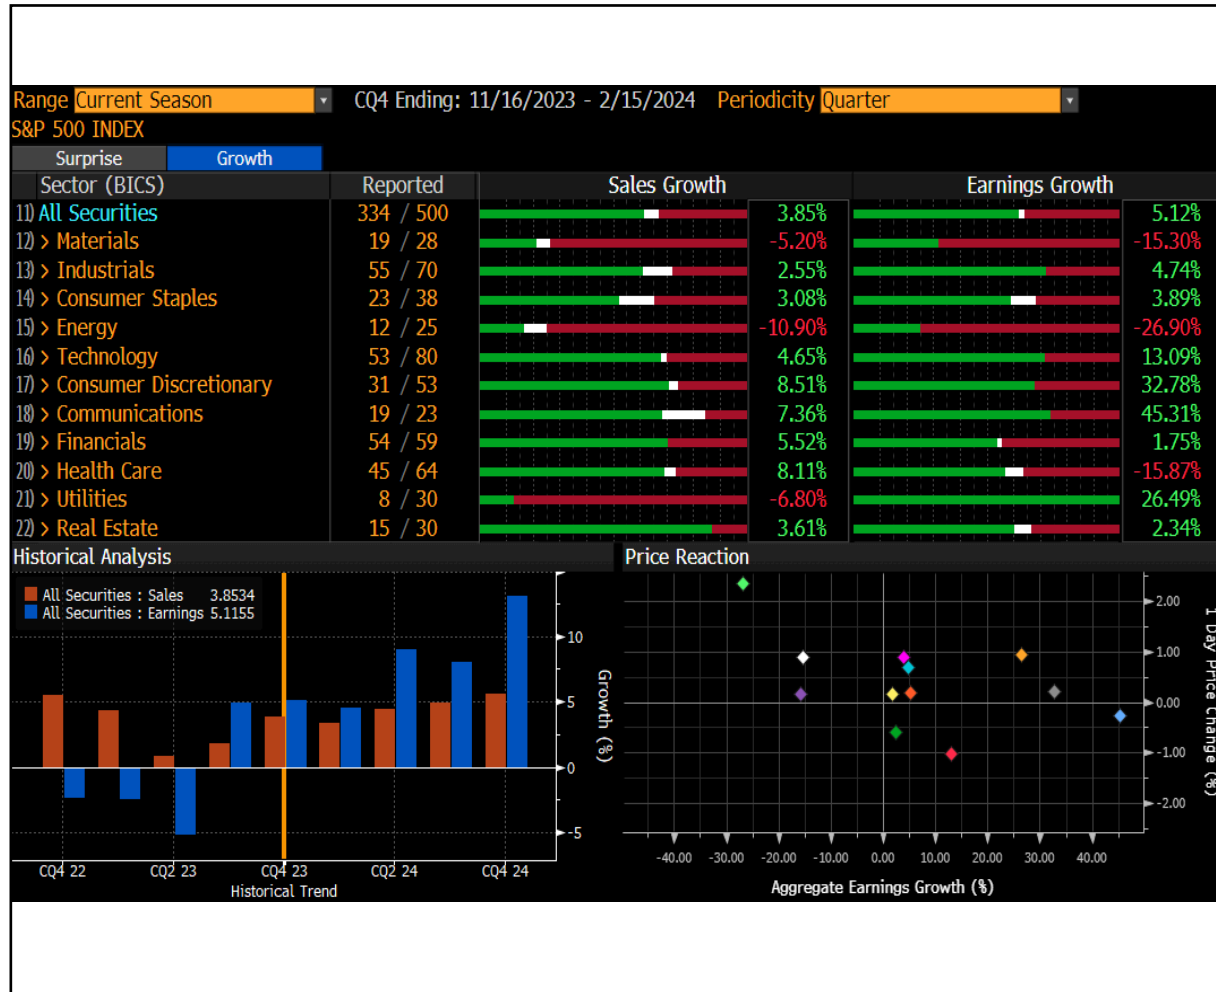 Range Current Season CQ4 Ending: 11/16/2023 - 2/15/2024 Periodicity Quarter
S&P 500 INDEX
Surprise Growth
Sector (BICS) Reported Sales Growth Earnings Growth
11) All Securities 334 / 500 3.85% 5.12%
12) > Materials 19 / 28 -5.20% -15.30%
13) > Industrials 55 / 70 2.55% 4.74%
14) > Consumer Staples 23 / 38 3.08% 3.89%
15) > Energy 12 / 25 -10.90% -26.90%
16) > Technology 53 / 80 4.65% 13.09%
17) > Consumer Discretionary 31 / 53 8.51% 32.78%
18) > Communications 19 / 23 7.36% 45.31%
19) > Financials 54 / 59 5.52% 1.75%
20) > Health Care 45 / 64 8.11% -15.87%
21) > Utilities 8 / 30 -6.80% 26.49%
22) > Real Estate 15 / 30 3.61% 2.34%
Historical Analysis
All Securities : Sales 3.8534
All Securities : Earnings 5.1155
10
5
0
-5
Growth (%)
CQ4 22 CQ2 23 CQ4 23 CQ2 24 CQ4 24
Historical Trend
Price Reaction
2.00
1.00
0.00
-1.00
-2.00
1 Day Price Change (%)
-40.00 -30.00 -20.00 -10.00 0.00 10.00 20.00 30.00 40.00
Aggregate Earnings Growth (%)